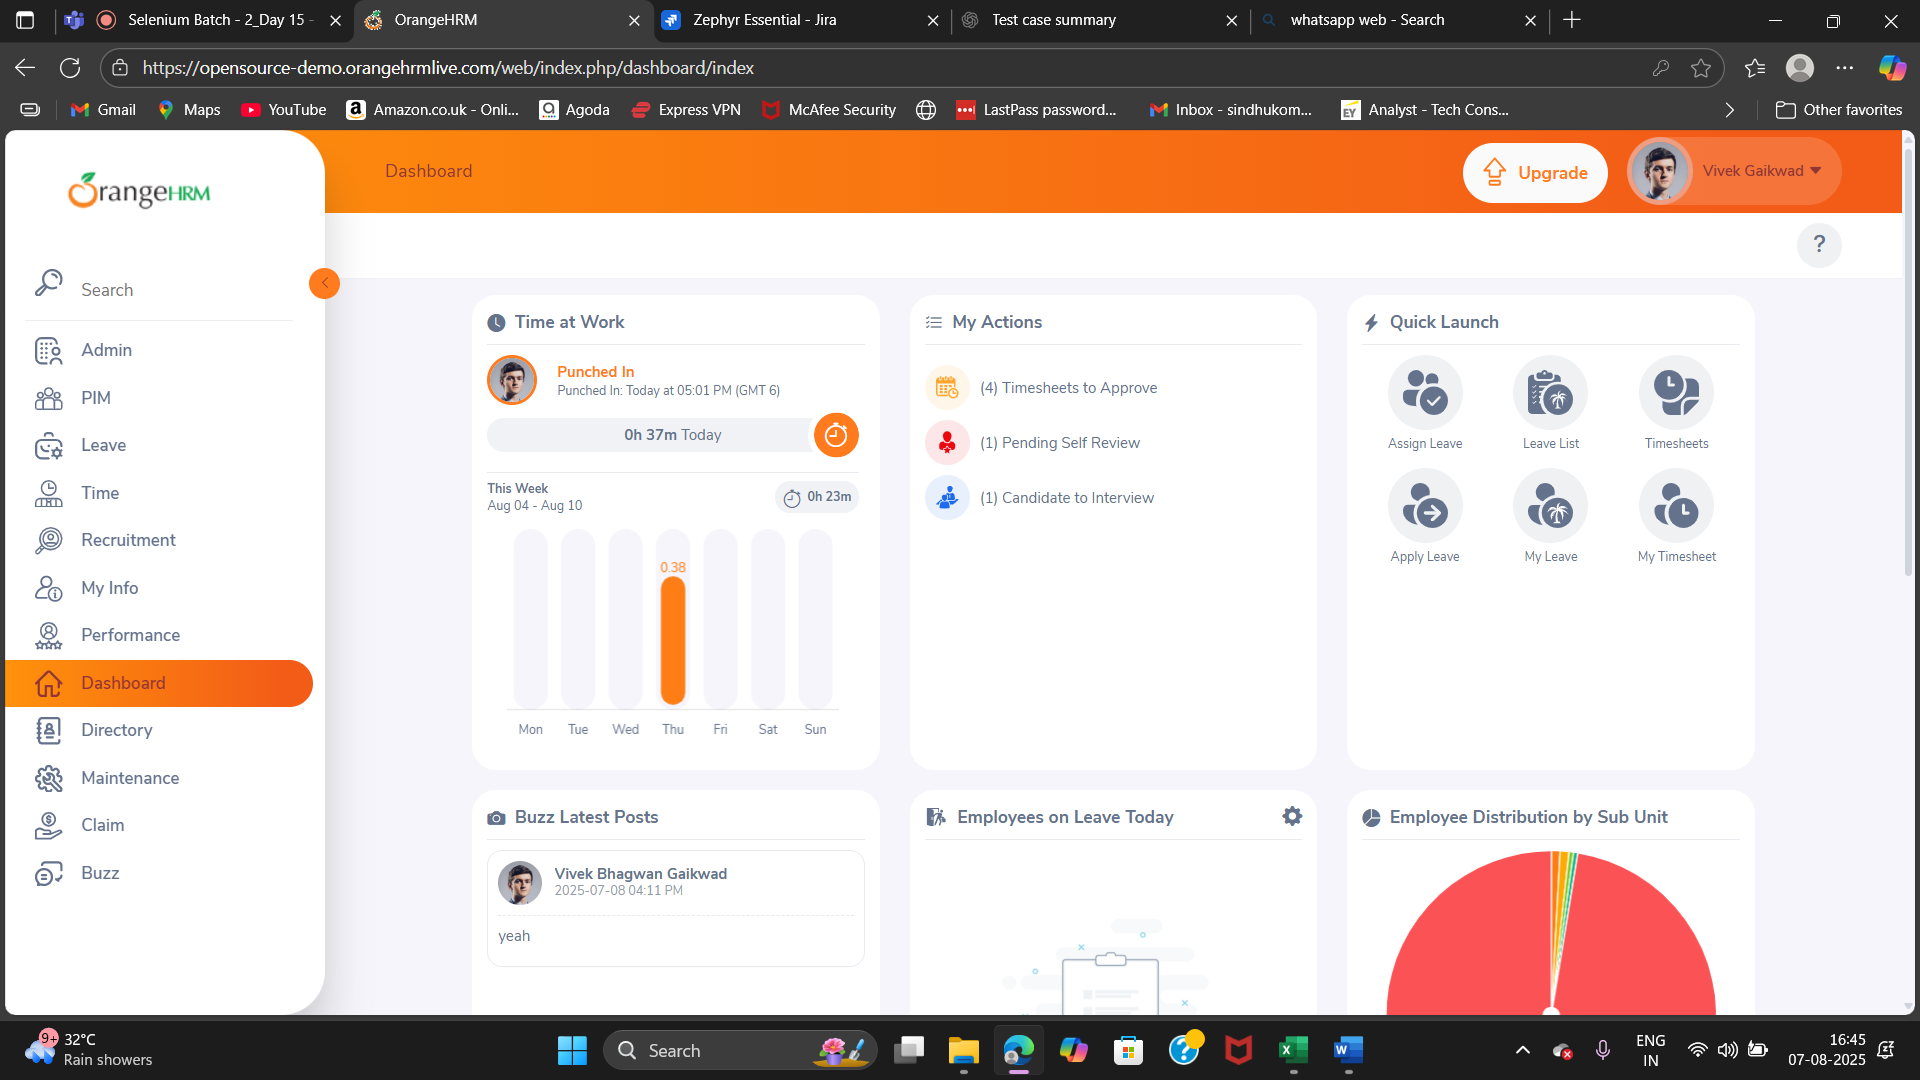 Selenium Batch - 2_Day 15 -
OrangeHRM
Zephyr Essential - Jira
Test case summary
whatsapp web - Search
https://opensource-demo.orangehrmlive.com/web/index.php/dashboard/index
Gmail
Maps
YouTube
Amazon.co.uk - Onli...
Agoda
Express VPN
McAfee Security
LastPass password...
Inbox - sindhukom...
EY
Analyst - Tech Cons...
Other favorites
OrangeHRM
Dashboard
Upgrade
Vivek Gaikwad
?
Search
Admin
PIM
Leave
Time
Recruitment
My Info
Performance
Dashboard
Directory
Maintenance
Claim
Buzz
Time at Work
Punched In
Punched In: Today at 05:01 PM (GMT 6)
0h 37m Today
This Week
Aug 04 - Aug 10
0h 23m
0.38
Mon Tue Wed Thu Fri Sat Sun
My Actions
(4) Timesheets to Approve
(1) Pending Self Review
(1) Candidate to Interview
Quick Launch
Assign Leave
Leave List
Timesheets
Apply Leave
My Leave
My Timesheet
Buzz Latest Posts
Vivek Bhagwan Gaikwad
2025-07-08 04:11 PM
yeah
Employees on Leave Today
Employee Distribution by Sub Unit
9+
32°C
Rain showers
Search
ENG
IN
16:45
07-08-2025